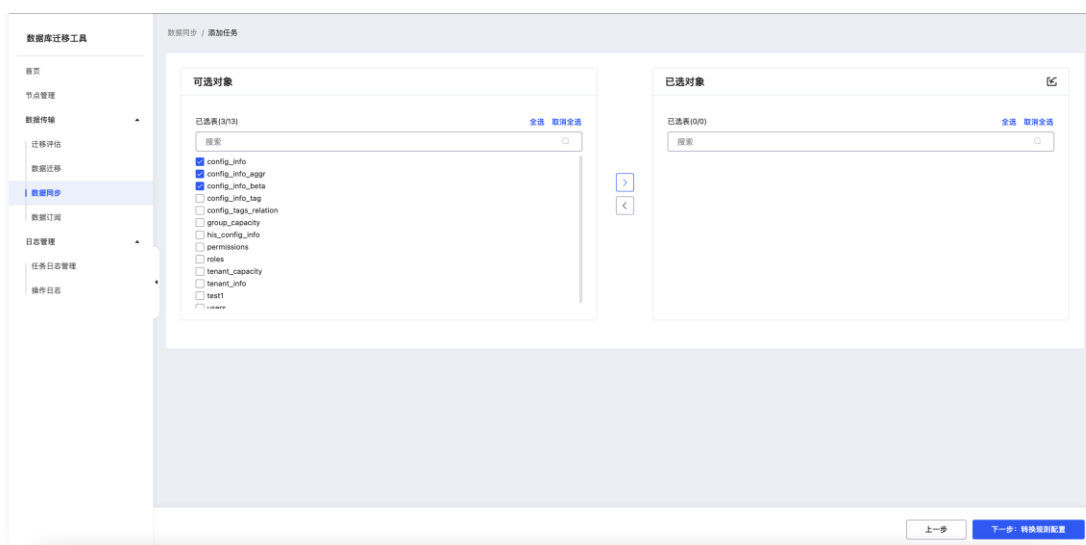 数据库迁移工具
首页
节点管理
数据传输
迁移评估
数据迁移
数据同步
数据订阅
日志管理
任务日志管理
操作日志
数据同步 / 添加任务
可选对象
已选表(3/13) 全选 取消全选
搜索
config_info
config_info_aggr
config_info_beta
config_info_tag
config_tags_relation
group_capacity
his_config_info
permissions
roles
tenant_capacity
tenant_info
test1
users
已选对象
已选表(0/0) 全选 取消全选
搜索
上一步 下一步：转换规则配置